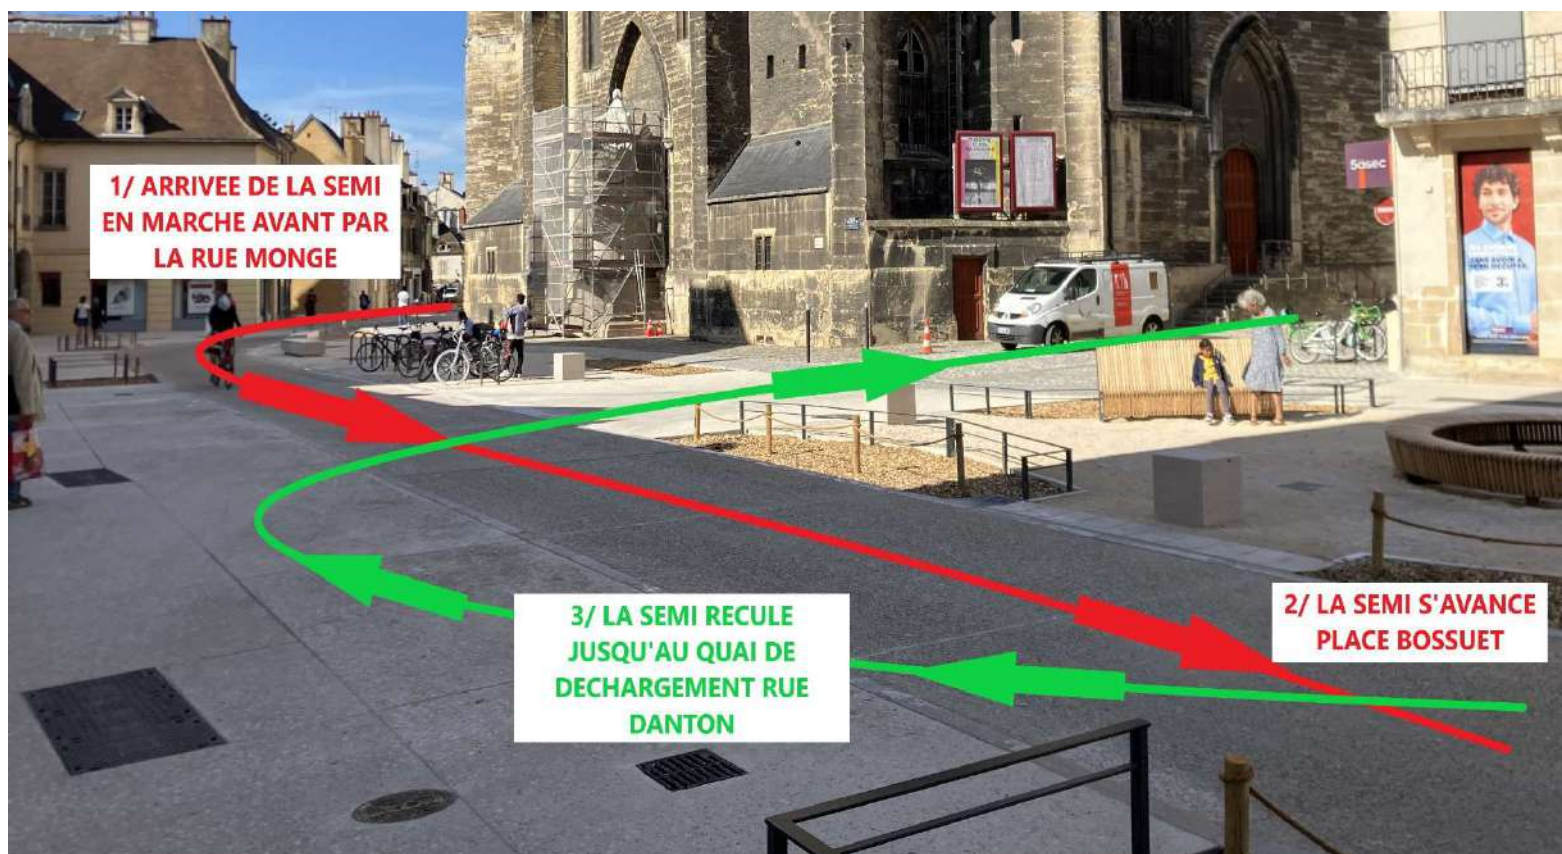 1/ ARRIVEE DE LA SEMI
EN MARCHE AVANT PAR
LA RUE MONGE
5asec
3/ LA SEMI RECULE
JUSQU'AU QUAI DE
DECHARGEMENT RUE
DANTON
2/ LA SEMI S'AVANCE
PLACE BOSSUET